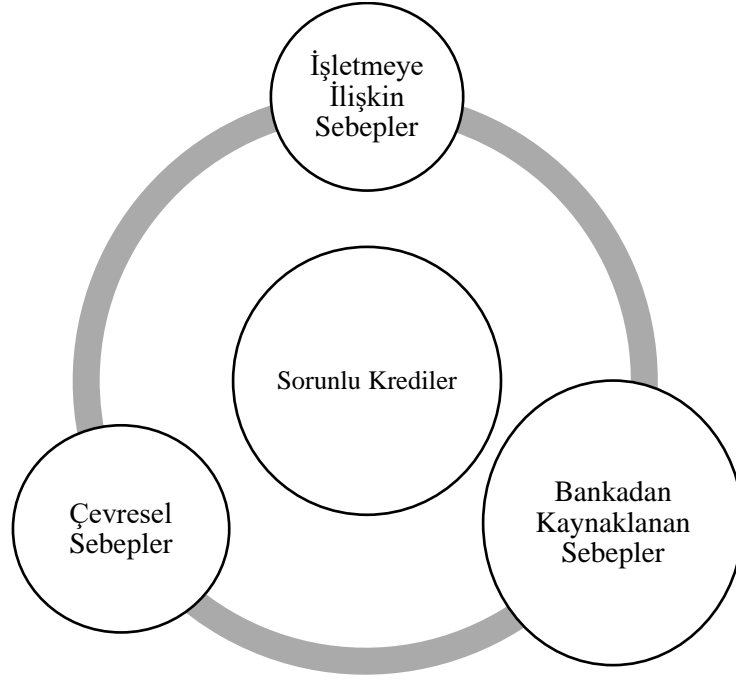 İşletmeye
İlişkin
Sebepler
Sorunlu Krediler
Bankadan
Kaynaklanan
Sebepler
Çevresel
Sebepler